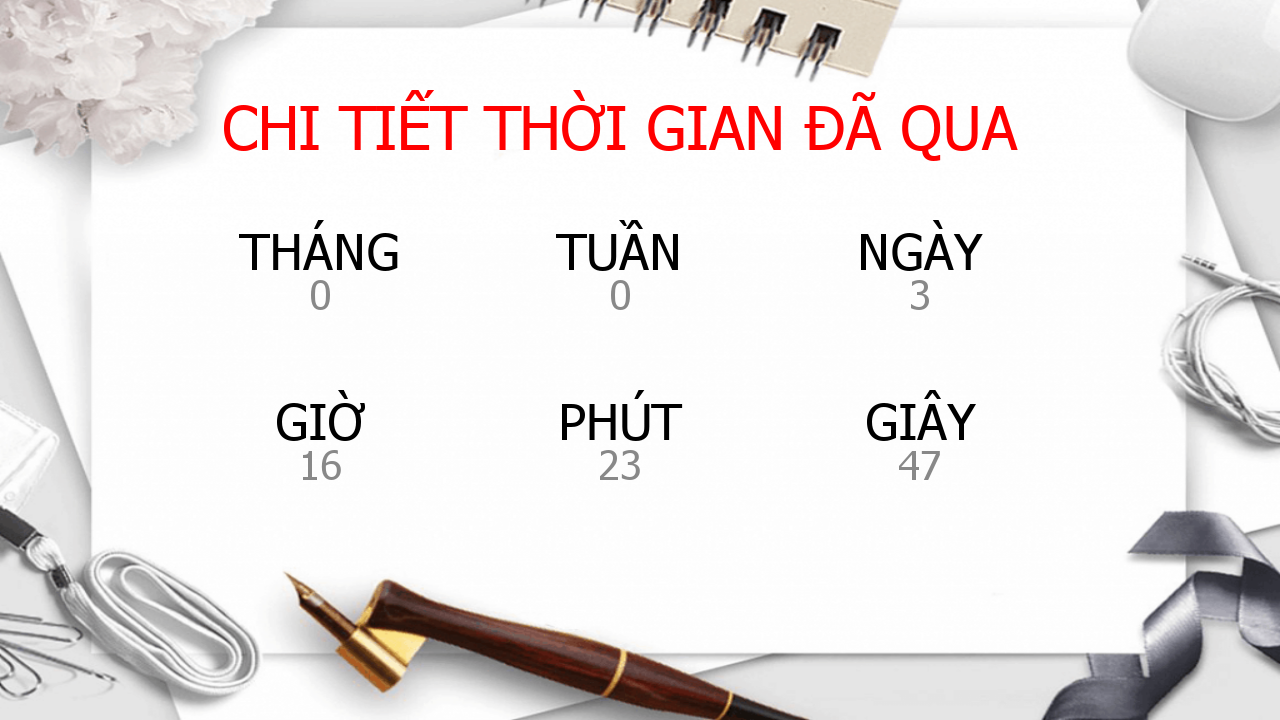 CHI TIẾT THỜI GIAN ĐÃ QUA
THÁNG TUẦN NGÀY
0 0 3
GIỜ PHÚT GIÂY
16 23 47